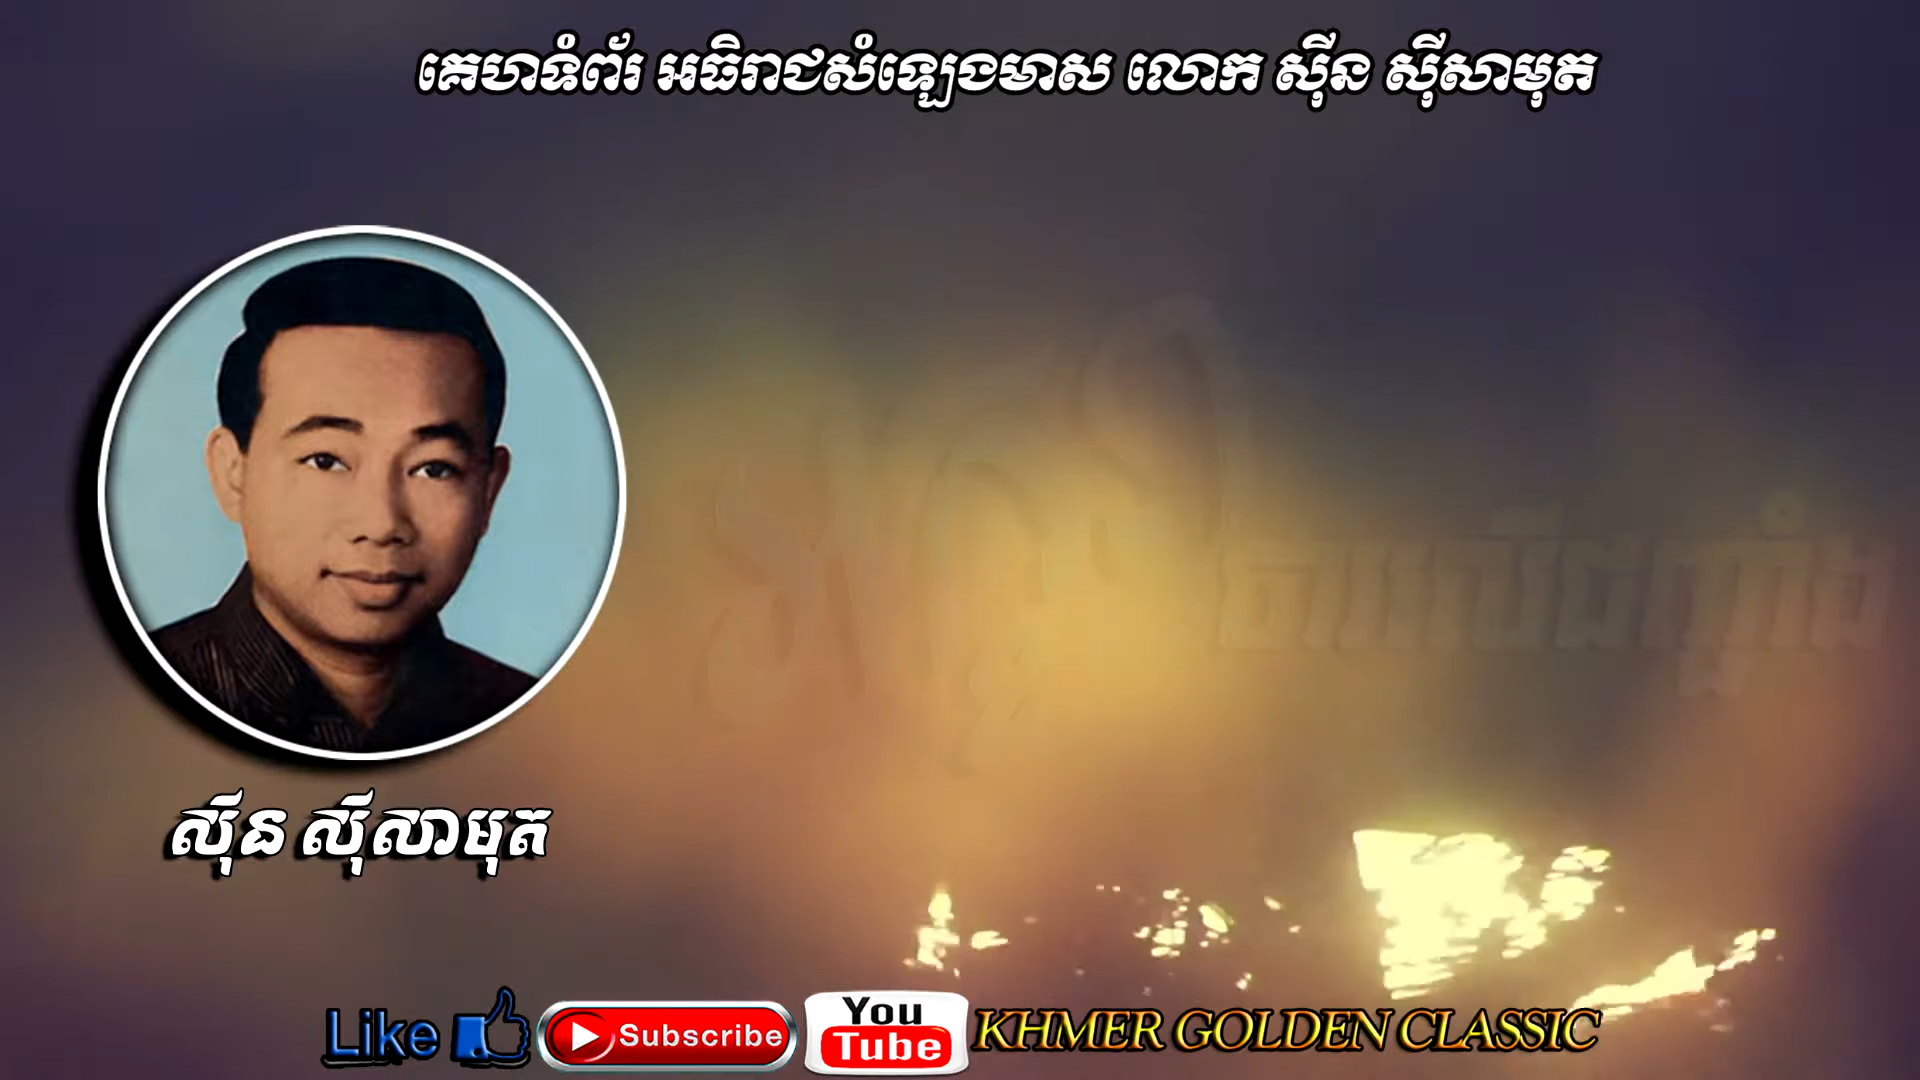 គេហទំព័រ អធិរាជសំឡេងមាស លោក ស៊ីន ស៊ីសាមុត
ស៊ីន ស៊ីសាមុត
Like
Subscribe
You
Tube
KHMER GOLDEN CLASSIC